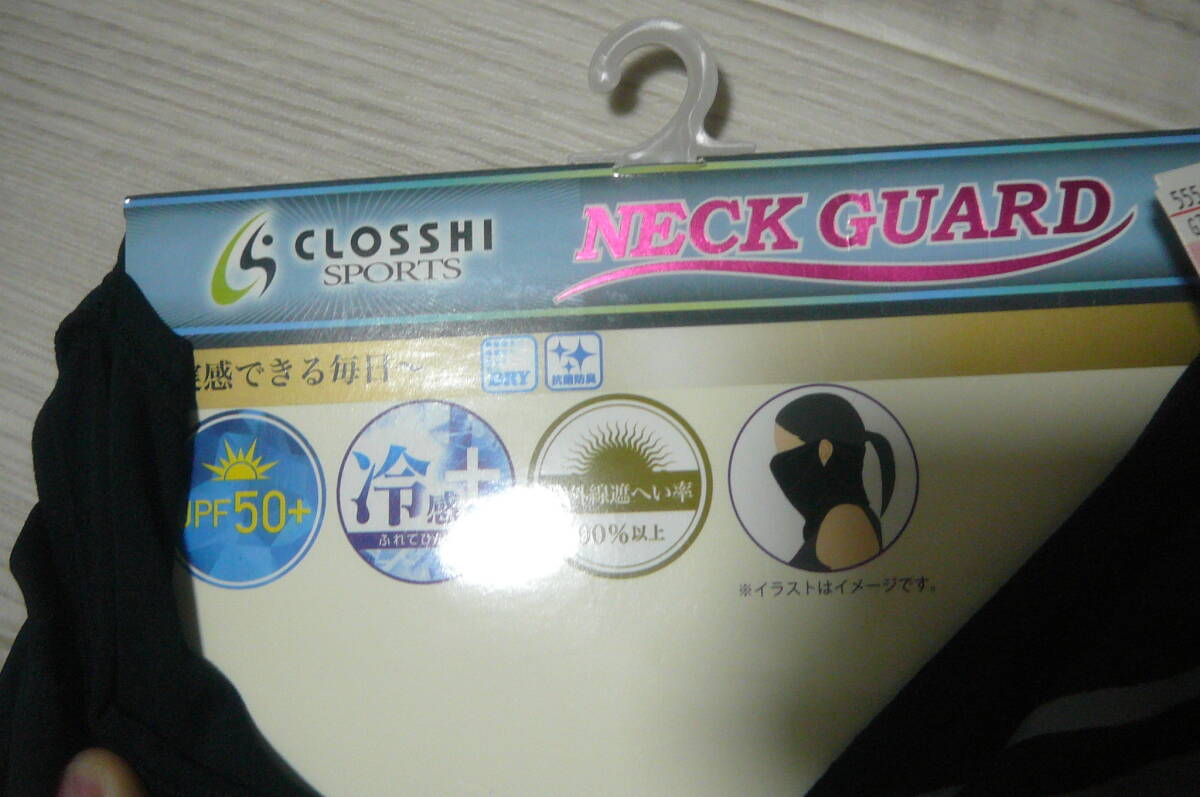 CLOSSHI
SPORTS
NECK GUARD
555
感できる毎日～
DRY
抗菌防臭
UPF50+
冷感+
ふれてひ
外線遮へい率
90%以上
※イラストはイメージです。